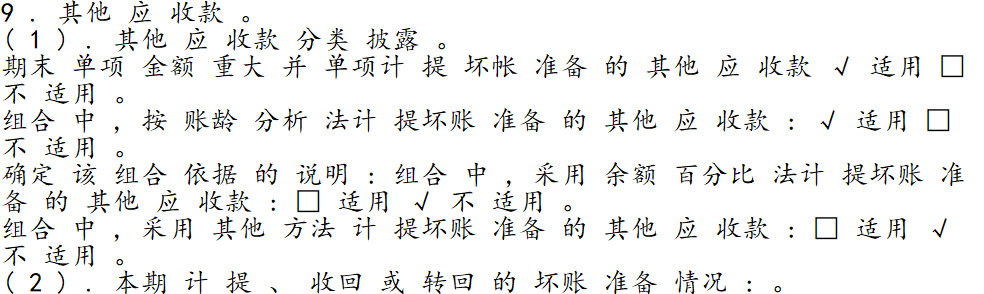 9 . 其他 应 收款 。
( 1 ) . 其他 应 收款 分类 披露 。
期末 单项 金额 重大 并 单项计 提 坏帐 准备 的 其他 应 收款 √ 适用 □
不 适用 。
组合 中 , 按 账龄 分析 法计 提坏账 准备 的 其他 应 收款 : √ 适用 □
不 适用 。
确定 该 组合 依据 的 说明 : 组合 中 , 采用 余额 百分比 法计 提坏账 准
备 的 其他 应 收款 : □ 适用 √ 不 适用 。
组合 中 , 采用 其他 方法 计 提坏账 准备 的 其他 应 收款 : □ 适用 √
不 适用 。
( 2 ) . 本期 计 提 、 收回 或 转回 的 坏账 准备 情况 : 。